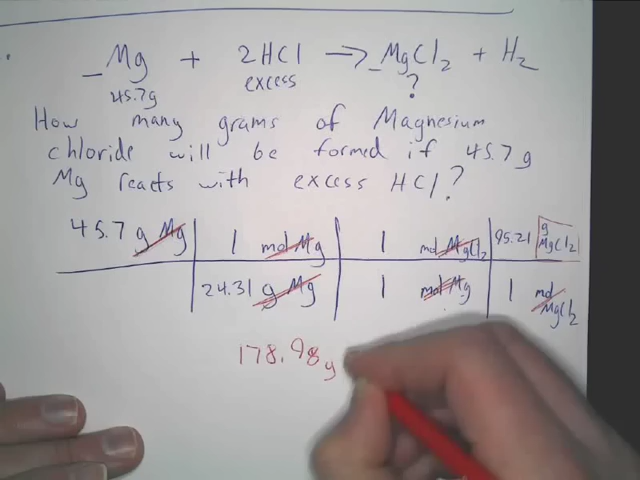 _Mg + 2HCl → _MgCl₂ + H₂
45.7g excess ?
How many grams of Magnesium
chloride will be formed if 45.7g
Mg reacts with excess HCl?
45.7 g Mg 1 mol Mg 1 mol MgCl₂ 95.21 g MgCl₂
24.31 g Mg 1 mol Mg 1 mol MgCl₂
178.98 g